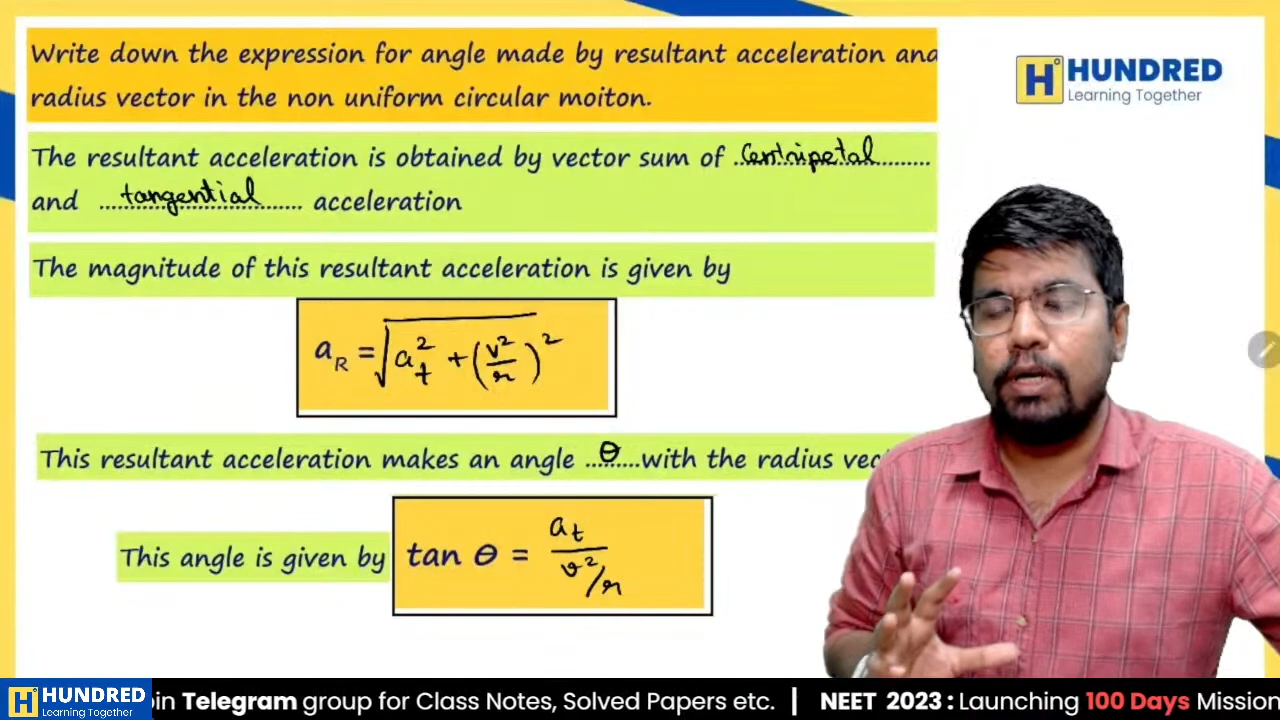 Write down the expression for angle made by resultant acceleration and
radius vector in the non uniform circular moiton.
HUNDRED
Learning Together
The resultant acceleration is obtained by vector sum of ..centripetal..
and ..tangential.. acceleration
The magnitude of this resultant acceleration is given by
a_R = √(a_t² + (v²/r)²)
This resultant acceleration makes an angle ..θ.. with the radius
This angle is given by tan θ = a_t / (v²/r)
HUNDRED
Learning Together
Telegram group for Class Notes, Solved Papers etc. | NEET 2023 : Launching 100 Days Mission